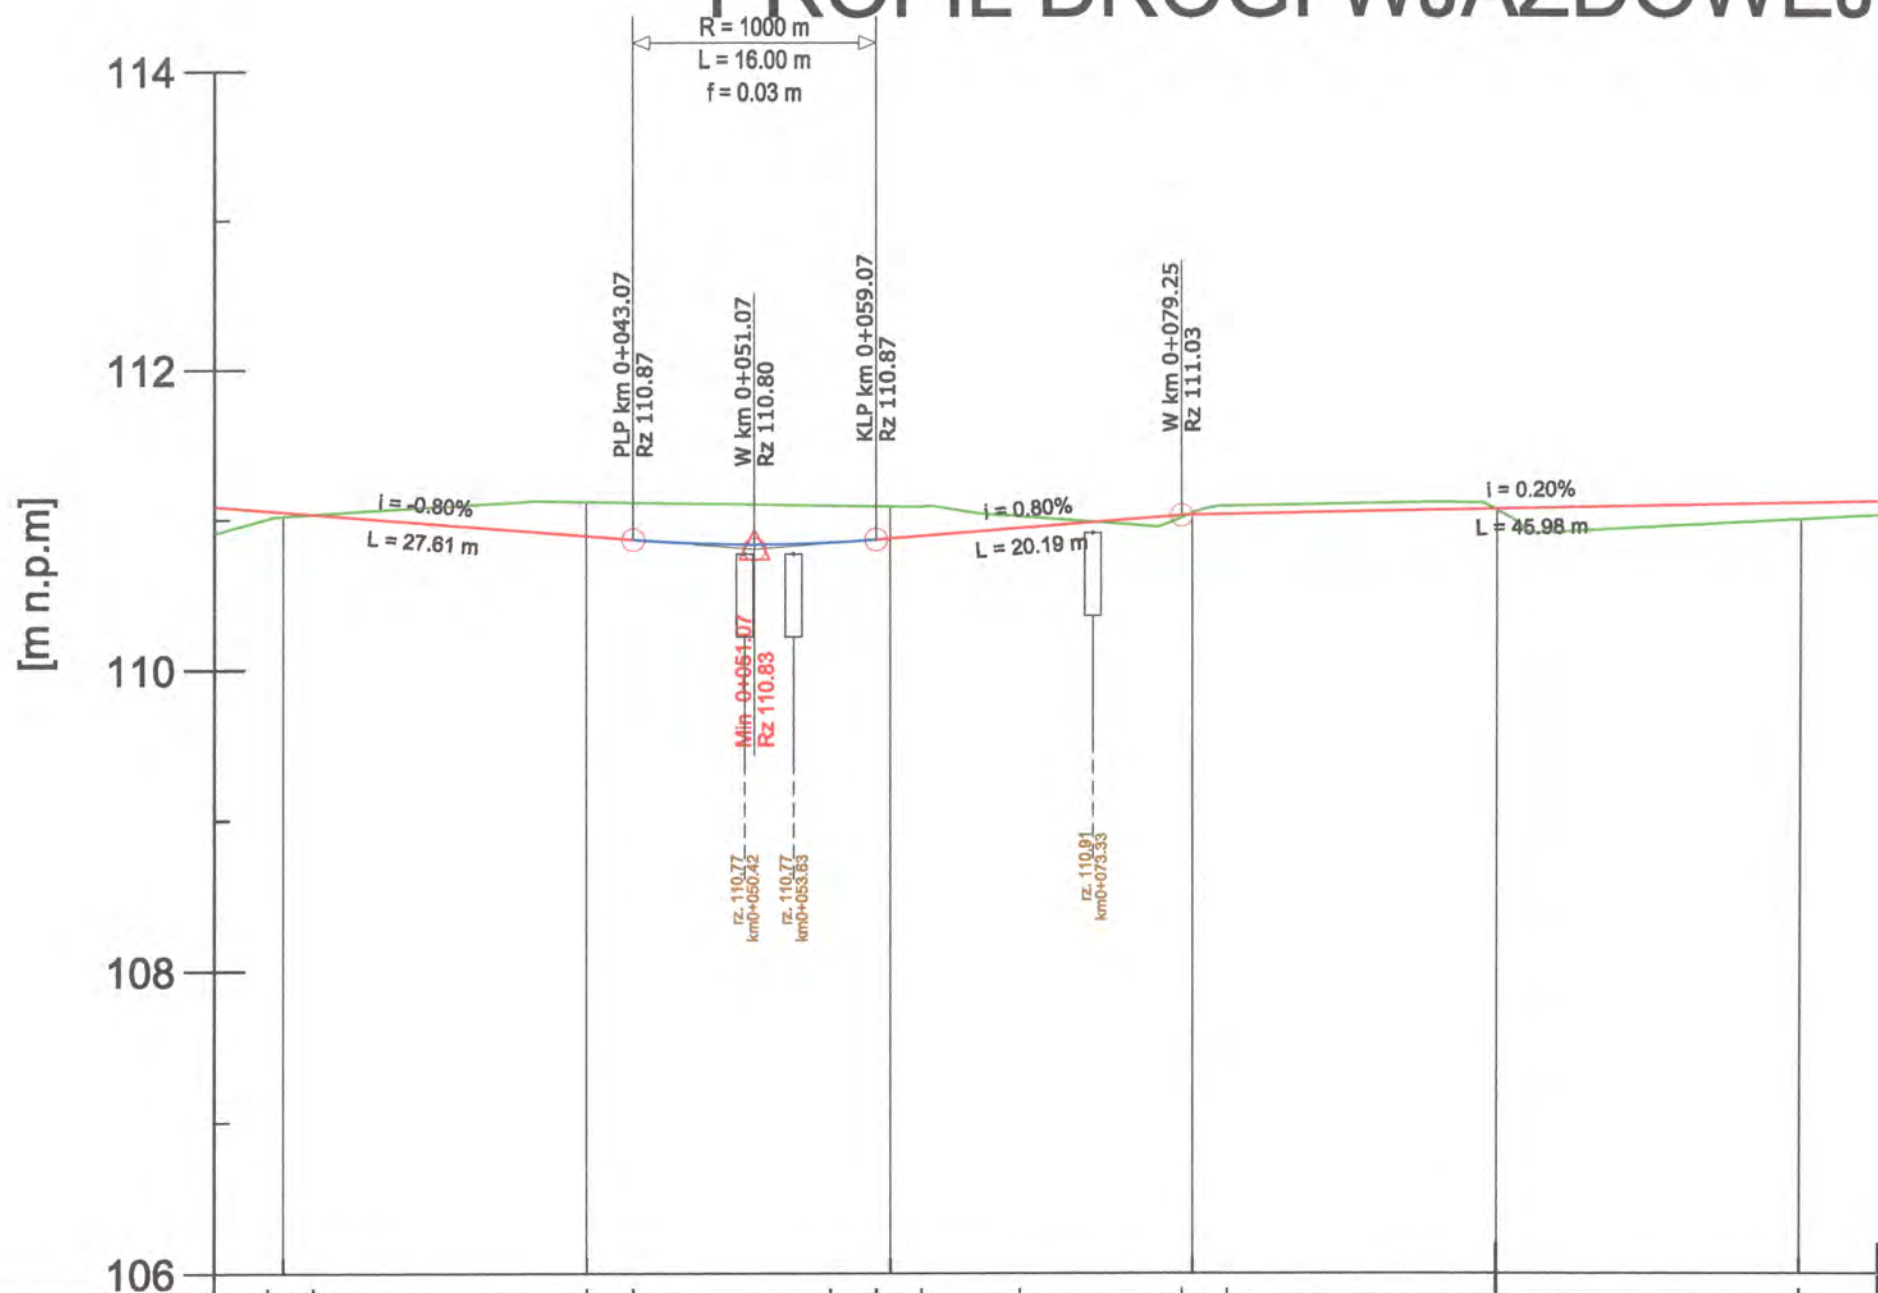 PROFIL DROGI WJAZDOWEJ
R = 1000 m
L = 16.00 m
f = 0.03 m
114
112
110
108
106
[m n.p.m]
PLP km 0+043.07
Rz 110.87
W km 0+051.07
Rz 110.80
KLP km 0+059.07
Rz 110.87
W km 0+079.25
Rz 111.03
i = -0.80%
L = 27.61 m
i = 0.80%
L = 20.19 m
i = 0.20%
L = 45.98 m
Min 0+051.07
Rz 110.83
rz. 110.77
km0+050.42
rz. 110.77
km0+053.63
rz. 110.91
km0+073.33